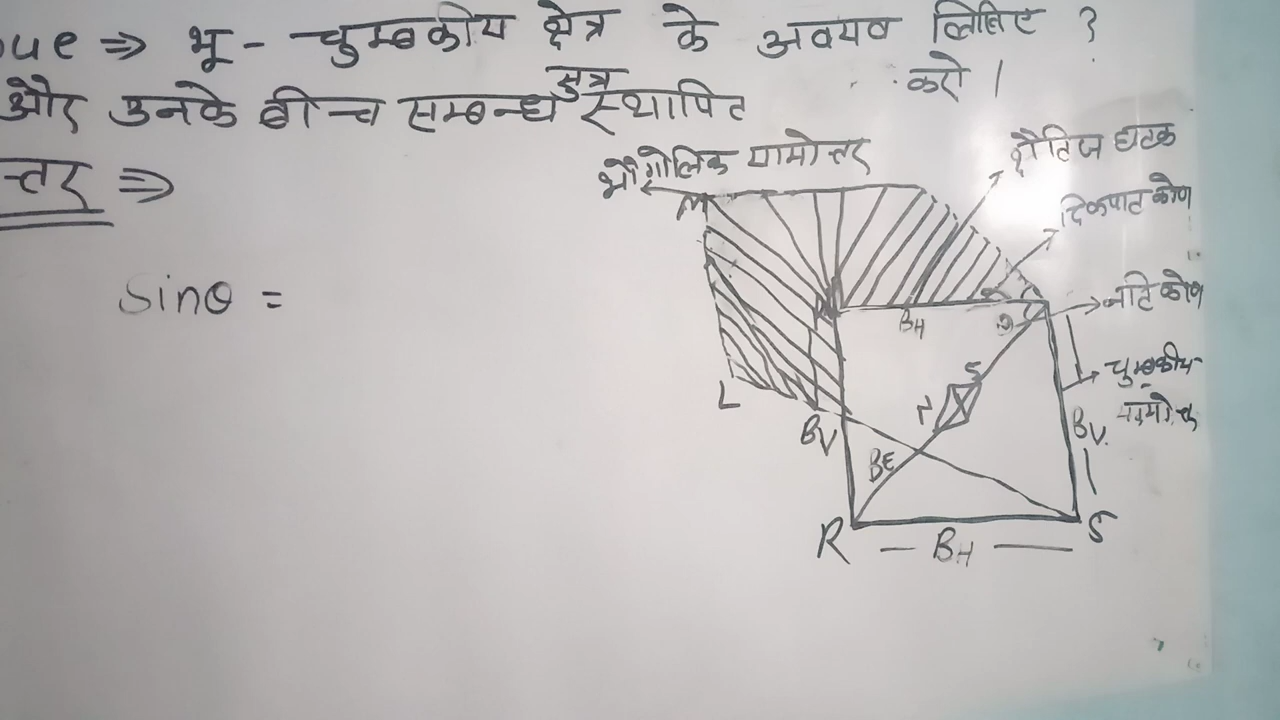 ue ⇒ भू - चुम्बकीय क्षेत्र के अवयव लिखिए ?
और उनके बीच सम्बन्ध सुत्र स्थापित करो ।
त्तर ⇒
भौगोलिक यामोत्तर
क्षैतिज घटक
दिकपात कोण
M
नति कोण
BH
θ
Sinθ =
चुम्बकीय
S
L
N
BV
BV
BE
R
S
BH